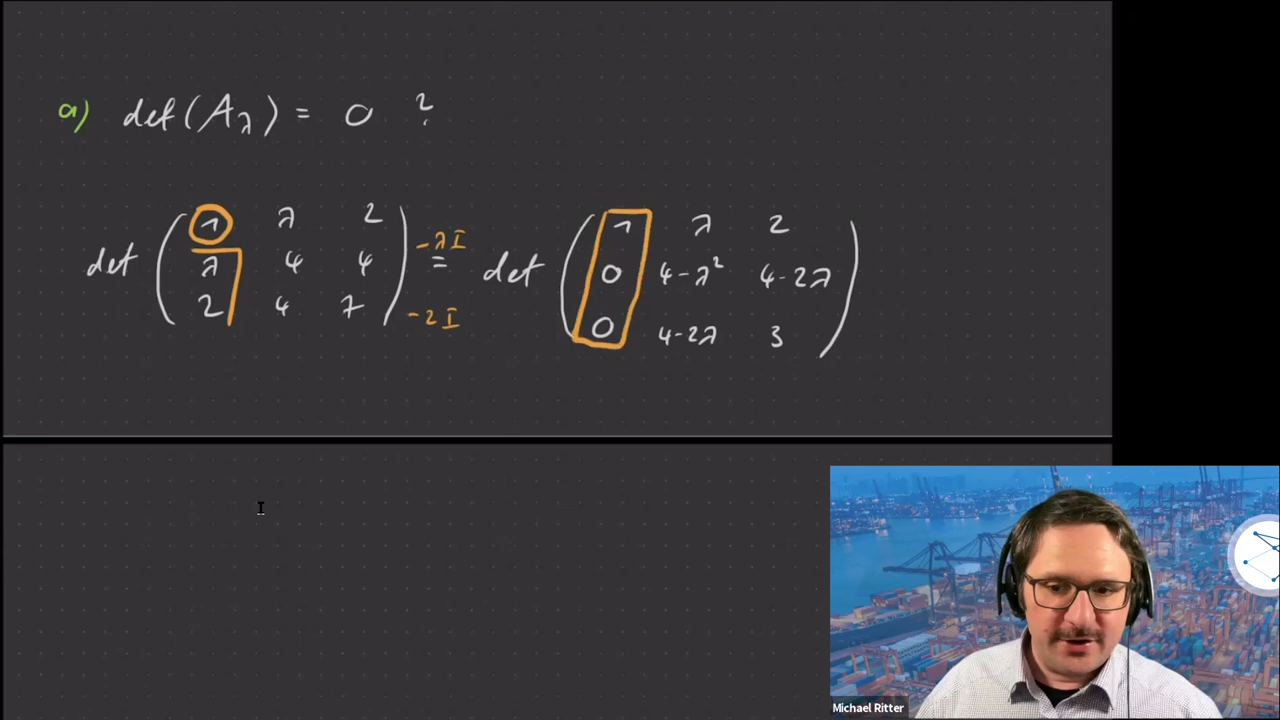 a) det(A_λ) = 0 ?
det ( 1 λ 2 ) -λI = det ( 1 λ 2 )
( λ 4 4 ) ( 0 4-λ² 4-2λ )
( 2 4 7 ) -2I ( 0 4-2λ 3 )
Michael Ritter